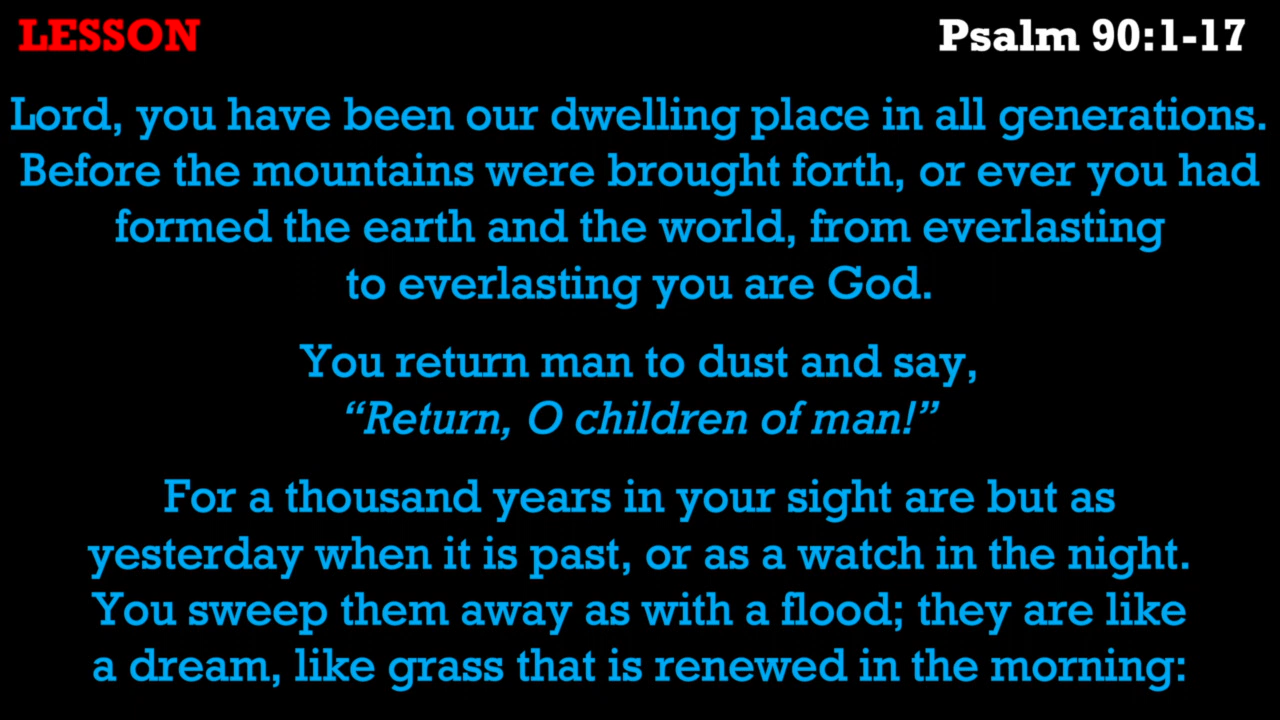 LESSON
Psalm 90:1-17
Lord, you have been our dwelling place in all generations.
Before the mountains were brought forth, or ever you had
formed the earth and the world, from everlasting
to everlasting you are God.
You return man to dust and say,
“Return, O children of man!”
For a thousand years in your sight are but as
yesterday when it is past, or as a watch in the night.
You sweep them away as with a flood; they are like
a dream, like grass that is renewed in the morning: